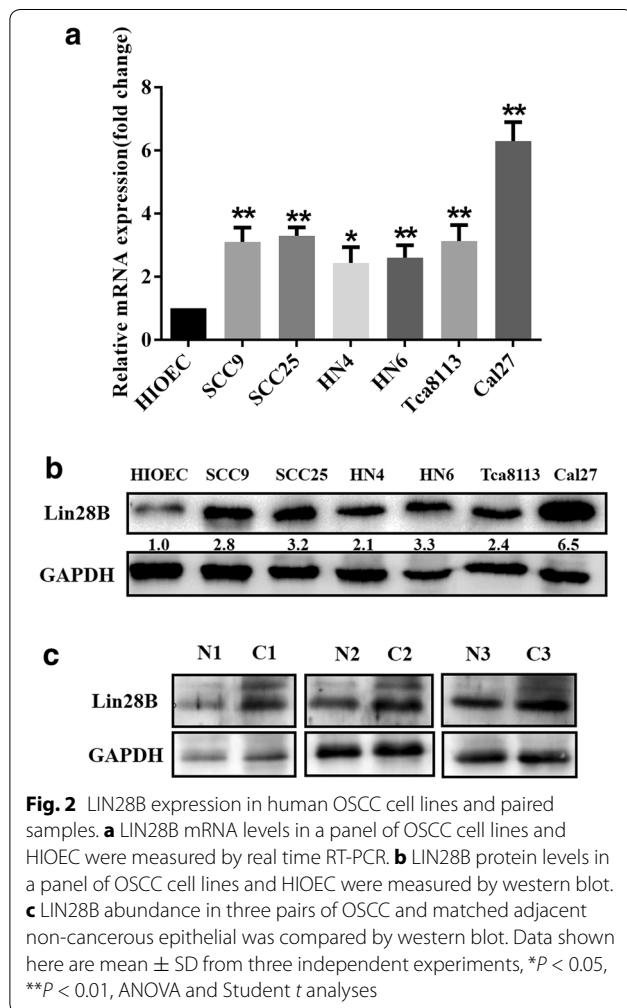 a
Relative mRNA expression(fold change)
8
6
4
2
0
** ** * ** ** **
HIOEC SCC9 SCC25 HN4 HN6 Tca8113 Cal27
b
HIOEC SCC9 SCC25 HN4 HN6 Tca8113 Cal27
Lin28B
1.0 2.8 3.2 2.1 3.3 2.4 6.5
GAPDH
c
N1 C1 N2 C2 N3 C3
Lin28B
GAPDH
Fig. 2 LIN28B expression in human OSCC cell lines and paired
samples. a LIN28B mRNA levels in a panel of OSCC cell lines and
HIOEC were measured by real time RT-PCR. b LIN28B protein levels in
a panel of OSCC cell lines and HIOEC were measured by western blot.
c LIN28B abundance in three pairs of OSCC and matched adjacent
non-cancerous epithelial was compared by western blot. Data shown
here are mean ± SD from three independent experiments, *P < 0.05,
**P < 0.01, ANOVA and Student t analyses